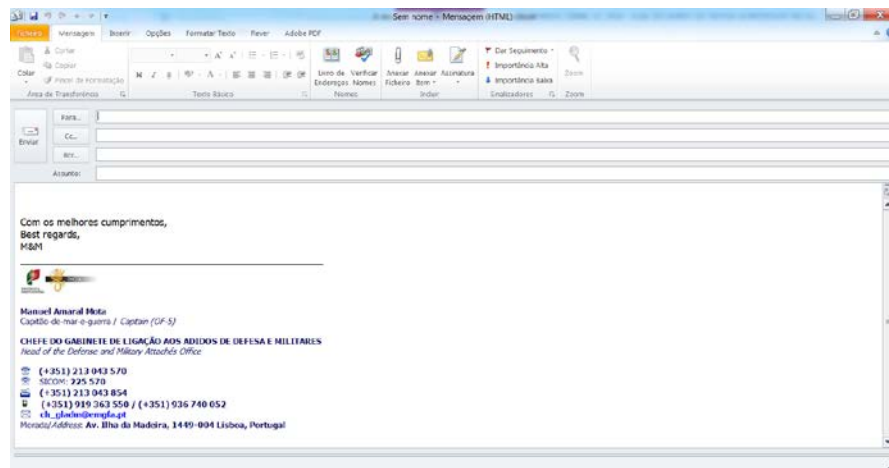 Sem nome - Mensagem (HTML)
Ficheiro Mensagem Inserir Opções Formatar Texto Rever Adobe PDF
Colar
Cortar
Copiar
Pincel de Formatação
Área de Transferência
N I S A
Texto Básico
Livro de Endereços
Verificar Nomes
Nomes
Anexar Ficheiro
Anexar Item
Assinatura
Incluir
Dar Seguimento
Importância Alta
Importância Baixa
Sinalizadores
Zoom
Zoom
Enviar
Para...
Cc...
Bcc...
Assunto:
Com os melhores cumprimentos,
Best regards,
M&M
Manuel Amaral Mota
Capitão-de-mar-e-guerra / Captain (OF-5)
CHEFE DO GABINETE DE LIGAÇÃO AOS ADIDOS DE DEFESA E MILITARES
Head of the Defense and Military Attachés Office
(+351) 213 043 570
SICOM: 225 570
(+351) 213 043 854
(+351) 919 363 550 / (+351) 936 740 052
ch_gladm@emgfa.pt
Morada/Address: Av. Ilha da Madeira, 1449-004 Lisboa, Portugal